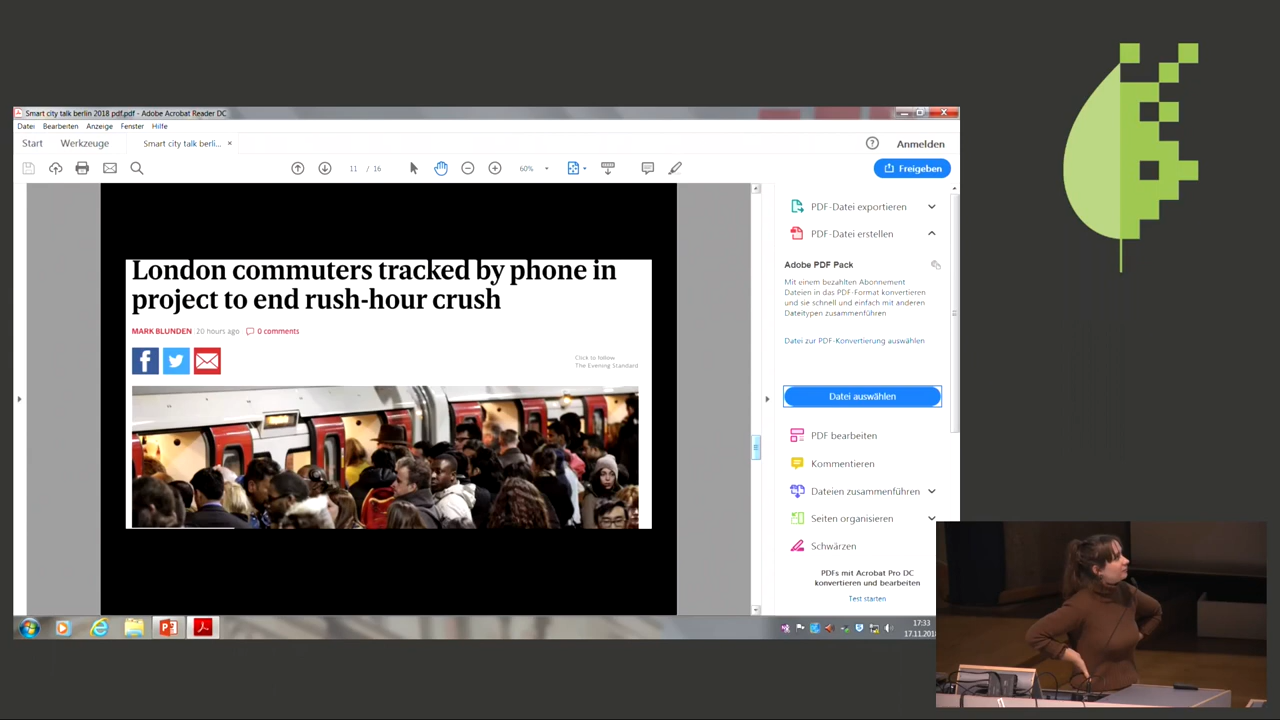 Smart city talk berlin 2018 pdf.pdf - Adobe Acrobat Reader DC
Datei Bearbeiten Anzeige Fenster Hilfe
Start Werkzeuge Smart city talk berli... × Anmelden
11 / 16 60% Freigeben
London commuters tracked by phone in
project to end rush-hour crush
MARK BLUNDEN 20 hours ago 0 comments
Click to follow
The Evening Standard
PDF-Datei exportieren
PDF-Datei erstellen
Adobe PDF Pack
Mit einem bezahlten Abonnement
Dateien in das PDF-Format konvertieren
und sie schnell und einfach mit anderen
Dateitypen zusammenführen
Datei zur PDF-Konvertierung auswählen
Datei auswählen
PDF bearbeiten
Kommentieren
Dateien zusammenführen
Seiten organisieren
Schwärzen
PDFs mit Acrobat Pro DC
konvertieren und bearbeiten
Test starten
17:33
17.11.201